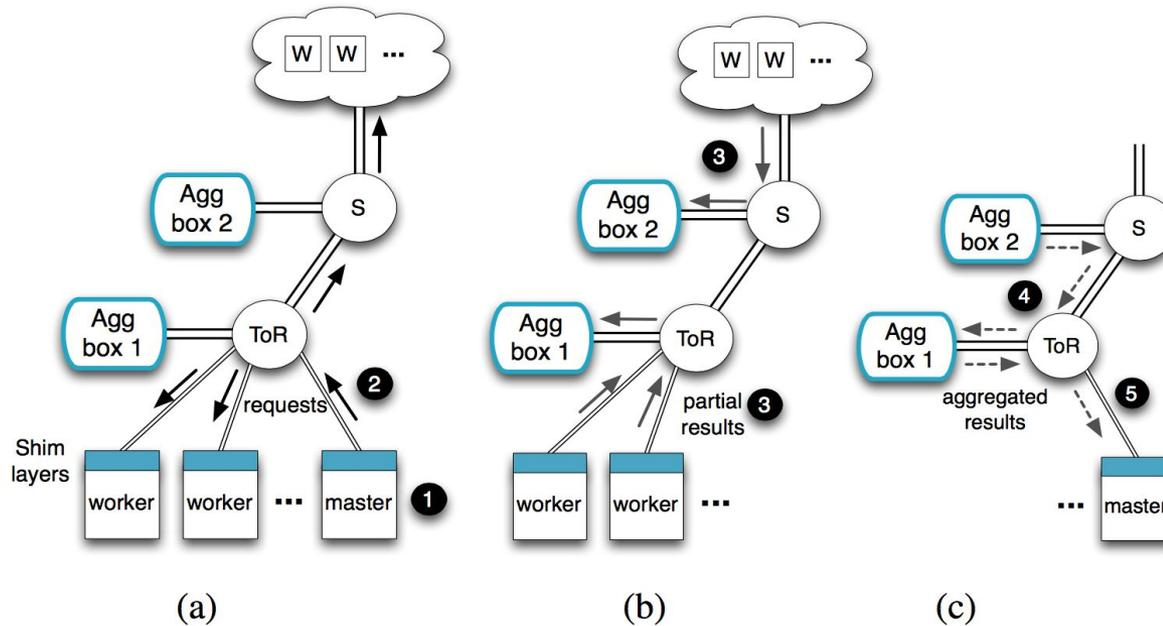 W W ...
Agg
box 2
S
Agg
box 1
ToR
2
requests
Shim
layers
worker worker ... master 1
(a)
W W ...
3
Agg
box 2
S
Agg
box 1
ToR
partial
results 3
worker worker ...
(b)
Agg
box 2
S
4
Agg
box 1
ToR
aggregated
results
5
... master
(c)